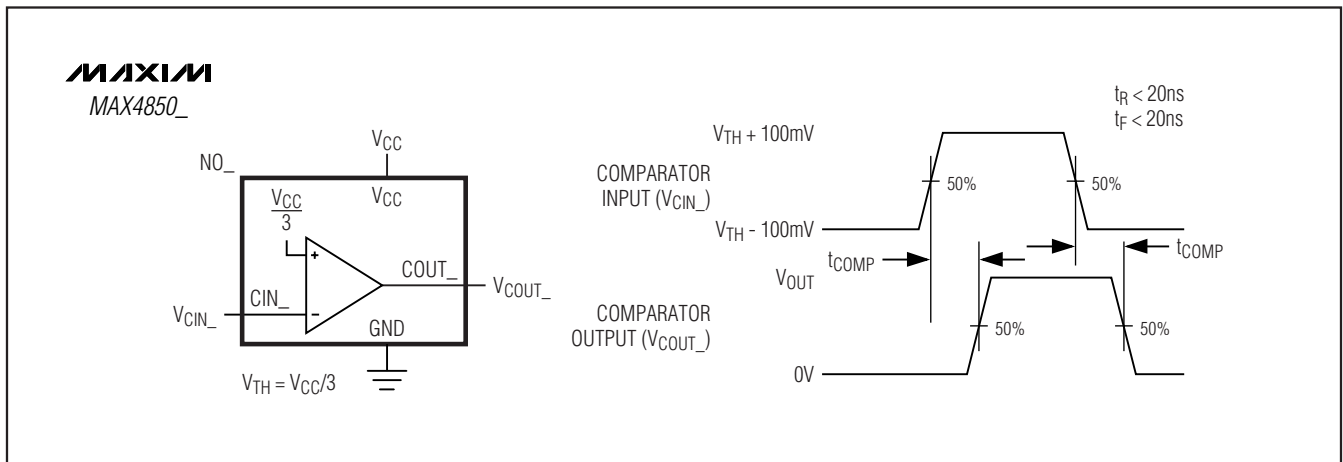 MAXIM
MAX4850_
NO_
VCC
VCC
VCC
3
+
CIN_
-
COUT_
GND
VCIN_
VCOUT_
VTH = VCC/3
tR < 20ns
tF < 20ns
VTH + 100mV
COMPARATOR
INPUT (VCIN_)
50%
50%
VTH - 100mV
tCOMP
tCOMP
VOUT
COMPARATOR
OUTPUT (VCOUT_)
50%
50%
0V